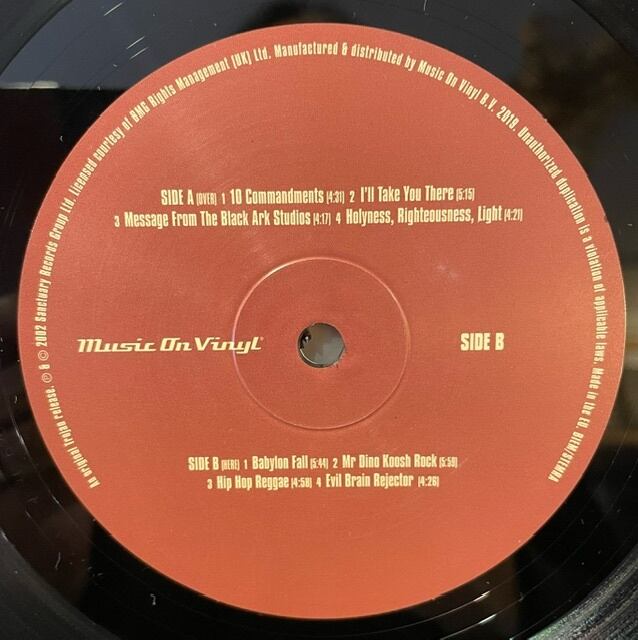 An original Trojan release. ℗ & © 2002 Sanctuary Records Group Ltd. Licensed courtesy of BMG Rights Management (UK) Ltd. Manufactured & distributed by Music On Vinyl B.V. 2019. Unauthorized duplication is a violation of applicable laws. Made in the EU. BIEM/STEMRA
SIDE A (OVER) 1 10 Commandments (4:31) 2 I'll Take You There (5:15)
3 Message From The Black Ark Studios (4:17) 4 Holyness, Righteousness, Light (4:21)
Music On Vinyl
SIDE B
SIDE B (HERE) 1 Babylon Fall (5:44) 2 Mr Dino Koosh Rock (5:59)
3 Hip Hop Reggae (4:58) 4 Evil Brain Rejector (4:26)